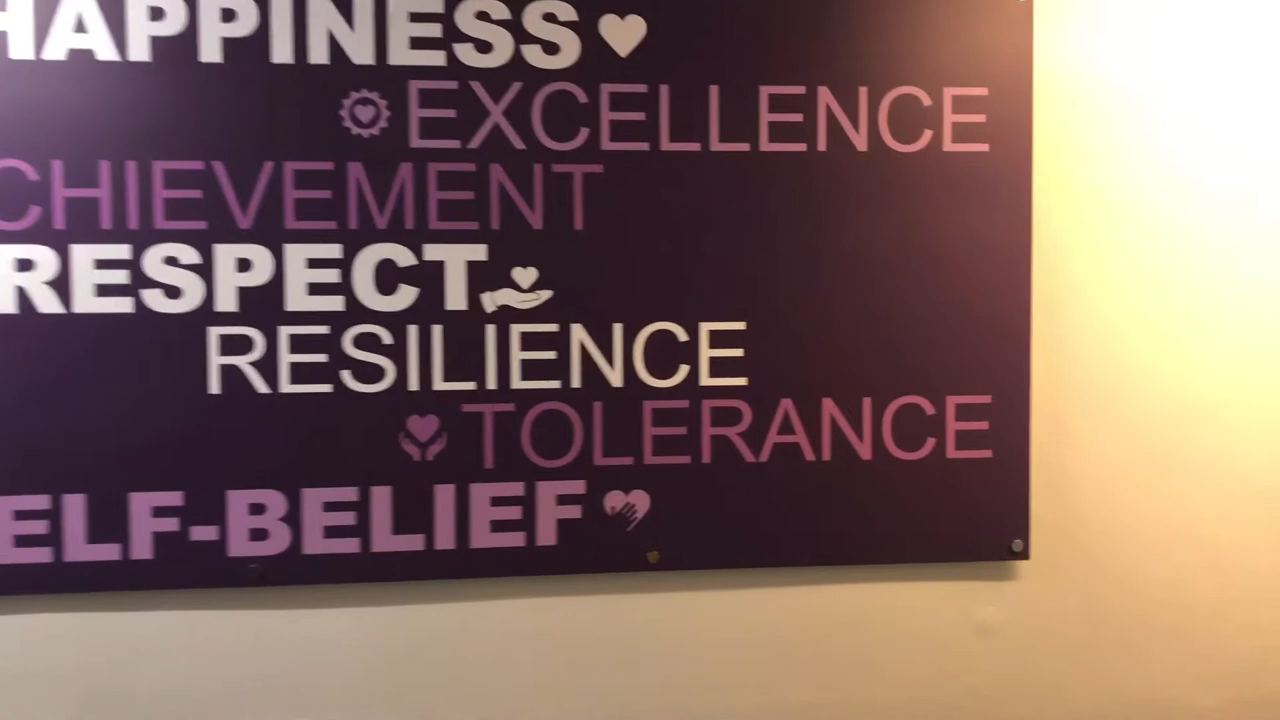 HAPPINESS
EXCELLENCE
CHIEVEMENT
RESPECT
RESILIENCE
TOLERANCE
ELF-BELIEF